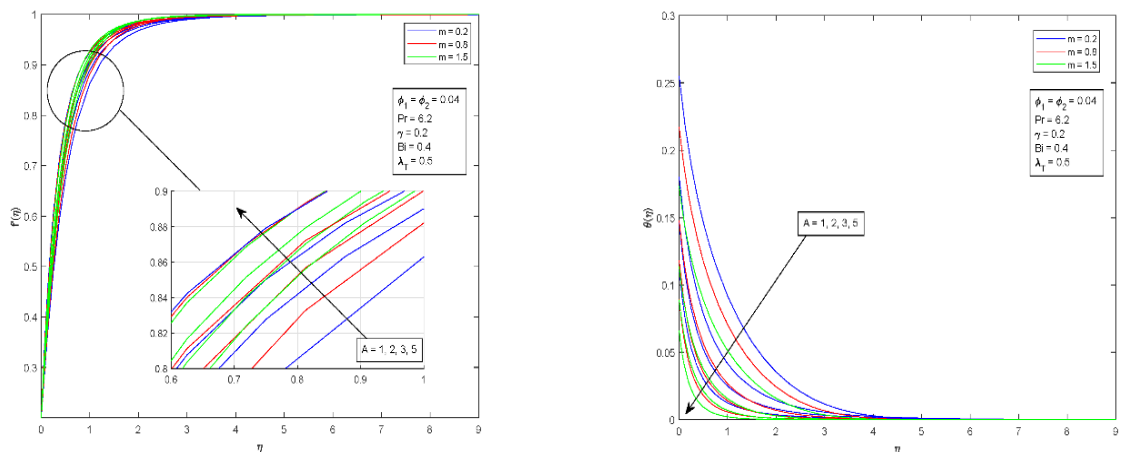 1
0.9
0.8
0.7
0.6
0.5
0.4
0.3
f'(η)
0 1 2 3 4 5 6 7 8 9
η
m = 0.2
m = 0.8
m = 1.5
ϕ1 = ϕ2 = 0.04
Pr = 6.2
γ = 0.2
Bi = 0.4
λT = 0.5
0.9
0.88
0.86
0.84
0.82
0.8
0.6 0.7 0.8 0.9 1
A = 1, 2, 3, 5
0.3
0.25
0.2
0.15
0.1
0.05
0
θ(η)
0 1 2 3 4 5 6 7 8 9
η
m = 0.2
m = 0.8
m = 1.5
ϕ1 = ϕ2 = 0.04
Pr = 6.2
γ = 0.2
Bi = 0.4
λT = 0.5
A = 1, 2, 3, 5